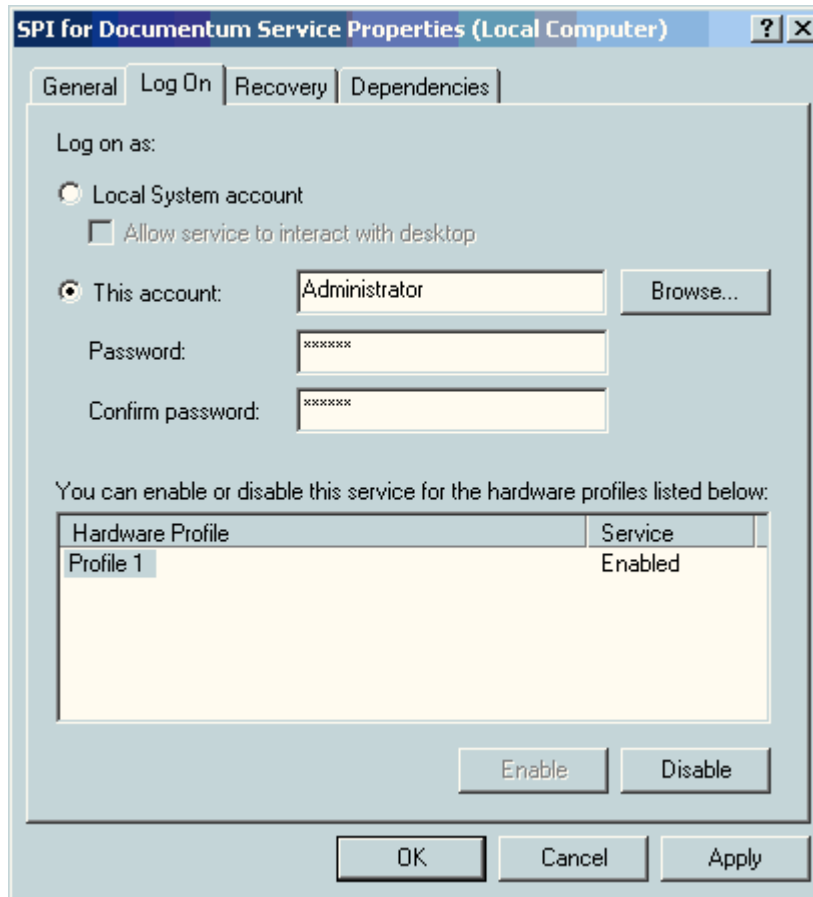 SPI for Documentum Service Properties (Local Computer) ? X
General Log On Recovery Dependencies
Log on as:
Local System account
Allow service to interact with desktop
This account: Administrator Browse...
Password: ******
Confirm password: ******
You can enable or disable this service for the hardware profiles listed below:
Hardware Profile Service
Profile 1 Enabled
Enable Disable
OK Cancel Apply